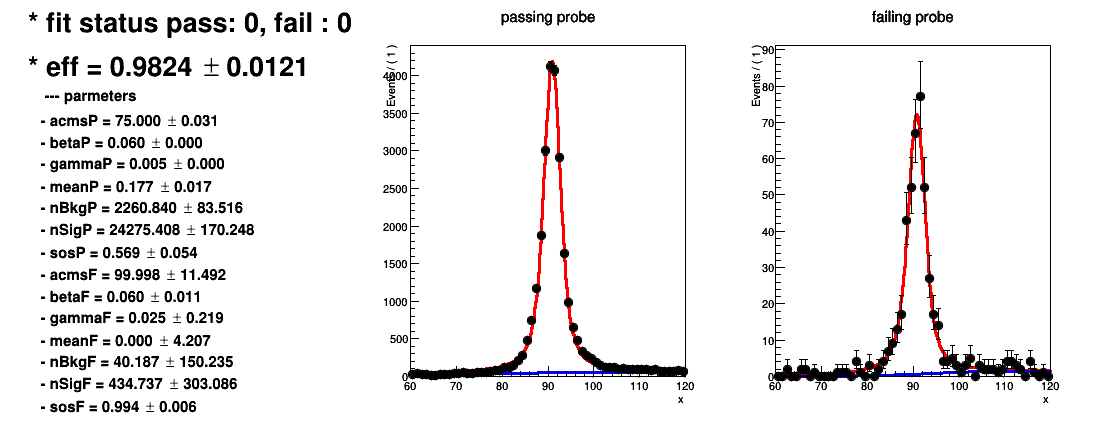 * fit status pass: 0, fail : 0
* eff = 0.9824 ± 0.0121
--- parmeters
- acmsP = 75.000 ± 0.031
- betaP = 0.060 ± 0.000
- gammaP = 0.005 ± 0.000
- meanP = 0.177 ± 0.017
- nBkgP = 2260.840 ± 83.516
- nSigP = 24275.408 ± 170.248
- sosP = 0.569 ± 0.054
- acmsF = 99.998 ± 11.492
- betaF = 0.060 ± 0.011
- gammaF = 0.025 ± 0.219
- meanF = 0.000 ± 4.207
- nBkgF = 40.187 ± 150.235
- nSigF = 434.737 ± 303.086
- sosF = 0.994 ± 0.006
passing probe
Events / ( 1 )
4000
3500
3000
2500
2000
1500
1000
500
0
60 70 80 90 100 110 120
x
failing probe
Events / ( 1 )
90
80
70
60
50
40
30
20
10
0
60 70 80 90 100 110 120
x